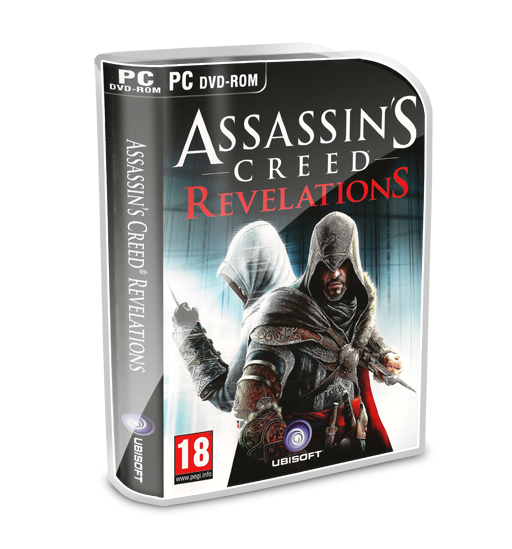 PC
DVD-ROM
ASSASSIN'S CREED® REVELATIONS
UBISOFT
PC DVD-ROM
ASSASSIN'S
CREED
REVELATIONS
18
www.pegi.info
UBISOFT